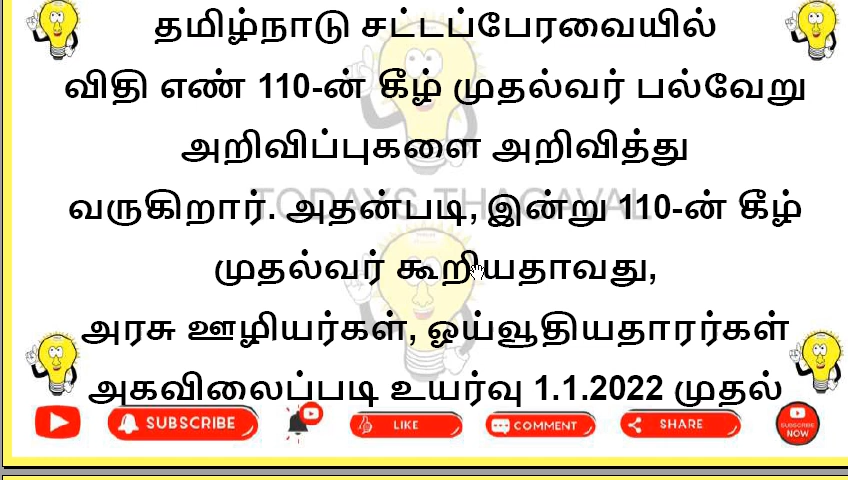 தமிழ்நாடு சட்டப்பேரவையில்
விதி எண் 110-ன் கீழ் முதல்வர் பல்வேறு
அறிவிப்புகளை அறிவித்து
வருகிறார். அதன்படி, இன்று 110-ன் கீழ்
TODAYS THAGAVAL
முதல்வர் கூறியதாவது,
அரசு ஊழியர்கள், ஓய்வூதியதாரர்கள்
அகவிலைப்படி உயர்வு 1.1.2022 முதல்
SUBSCRIBE LIKE COMMENT SHARE SUBSCRIBE NOW